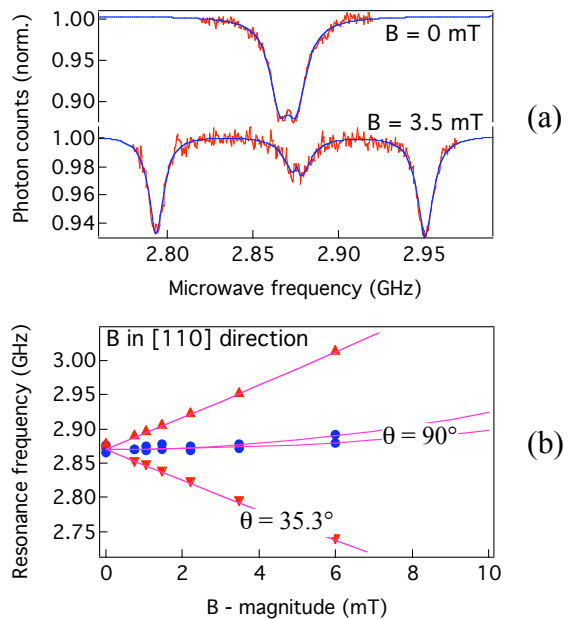 1.00
0.95
0.90
B = 0 mT
(a)
1.00
0.98
0.96
0.94
B = 3.5 mT
Photon counts (norm.)
2.80
2.85
2.90
2.95
Microwave frequency (GHz)
B in [110] direction
3.00
2.95
2.90
2.85
2.80
2.75
θ = 90°
θ = 35.3°
(b)
Resonance frequency (GHz)
0
2
4
6
8
10
B - magnitude (mT)